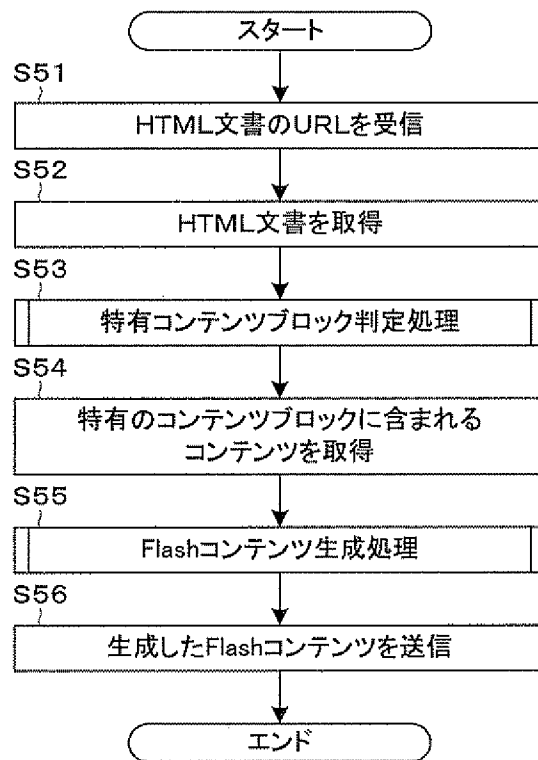 スタート
S51
HTML文書のURLを受信
S52
HTML文書を取得
S53
特有コンテンツブロック判定処理
S54
特有のコンテンツブロックに含まれる
コンテンツを取得
S55
Flashコンテンツ生成処理
S56
生成したFlashコンテンツを送信
エンド